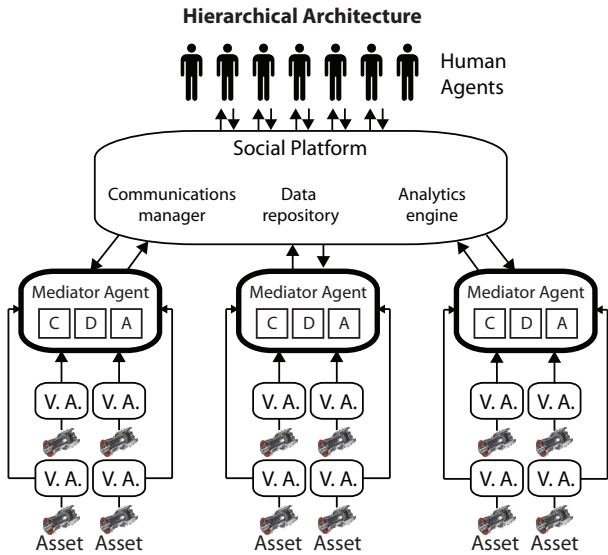 Hierarchical Architecture
Human
Agents
Social Platform
Communications
manager
Data
repository
Analytics
engine
Mediator Agent
C D A
Mediator Agent
C D A
Mediator Agent
C D A
V. A. V. A.
V. A. V. A.
V. A. V. A.
V. A. V. A.
V. A. V. A.
V. A. V. A.
Asset Asset
Asset Asset
Asset Asset